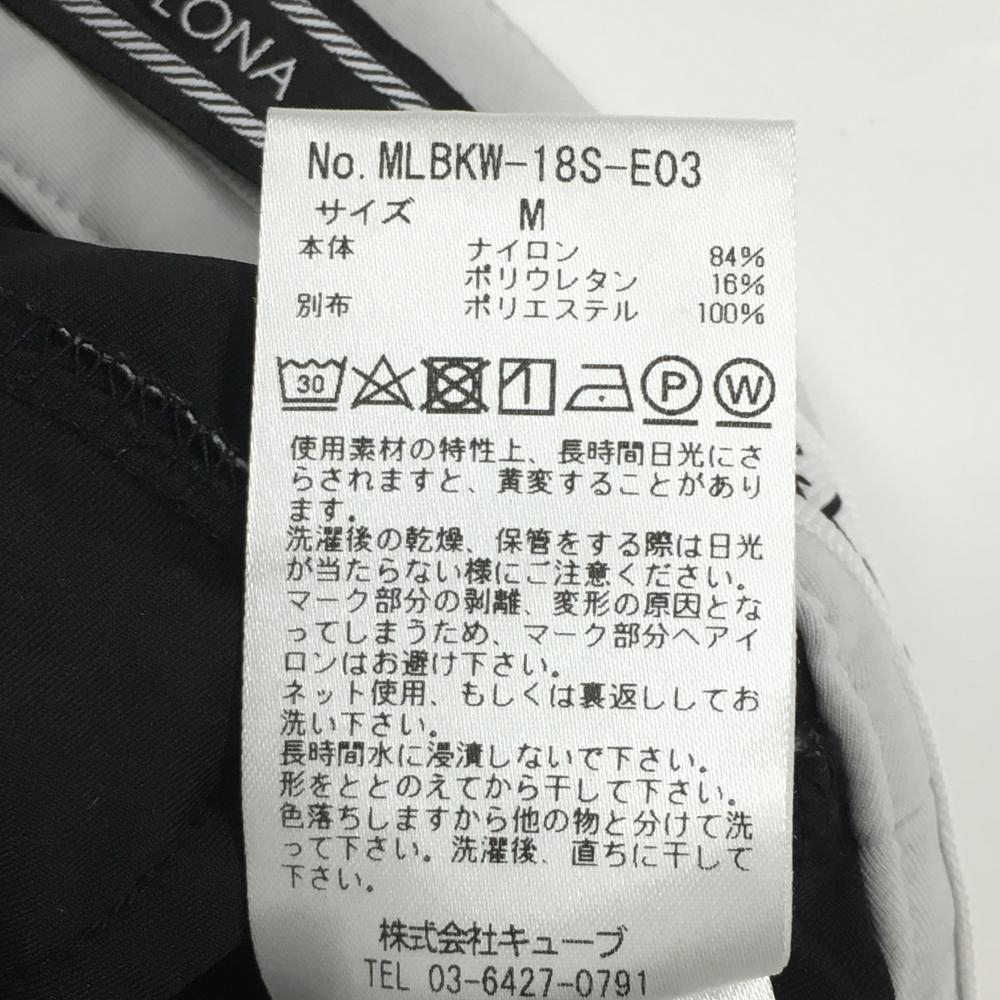 LONA
No. MLBKW-18S-E03
サイズ M
本体 ナイロン 84%
ポリウレタン 16%
別布 ポリエステル 100%
30 P W
使用素材の特性上、長時間日光にさ
らされますと、黄変することがあり
ます。
洗濯後の乾燥、保管をする際は日光
が当たらない様にご注意ください。
マーク部分の剥離、変形の原因とな
ってしまうため、マーク部分へアイ
ロンはお避け下さい。
ネット使用、もしくは裏返ししてお
洗い下さい。
長時間水に浸漬しないで下さい。
形をととのえてから干して下さい。
色落ちしますから他の物と分けて洗
って下さい。洗濯後、直ちに干して
下さい。
株式会社キューブ
TEL 03-6427-0791